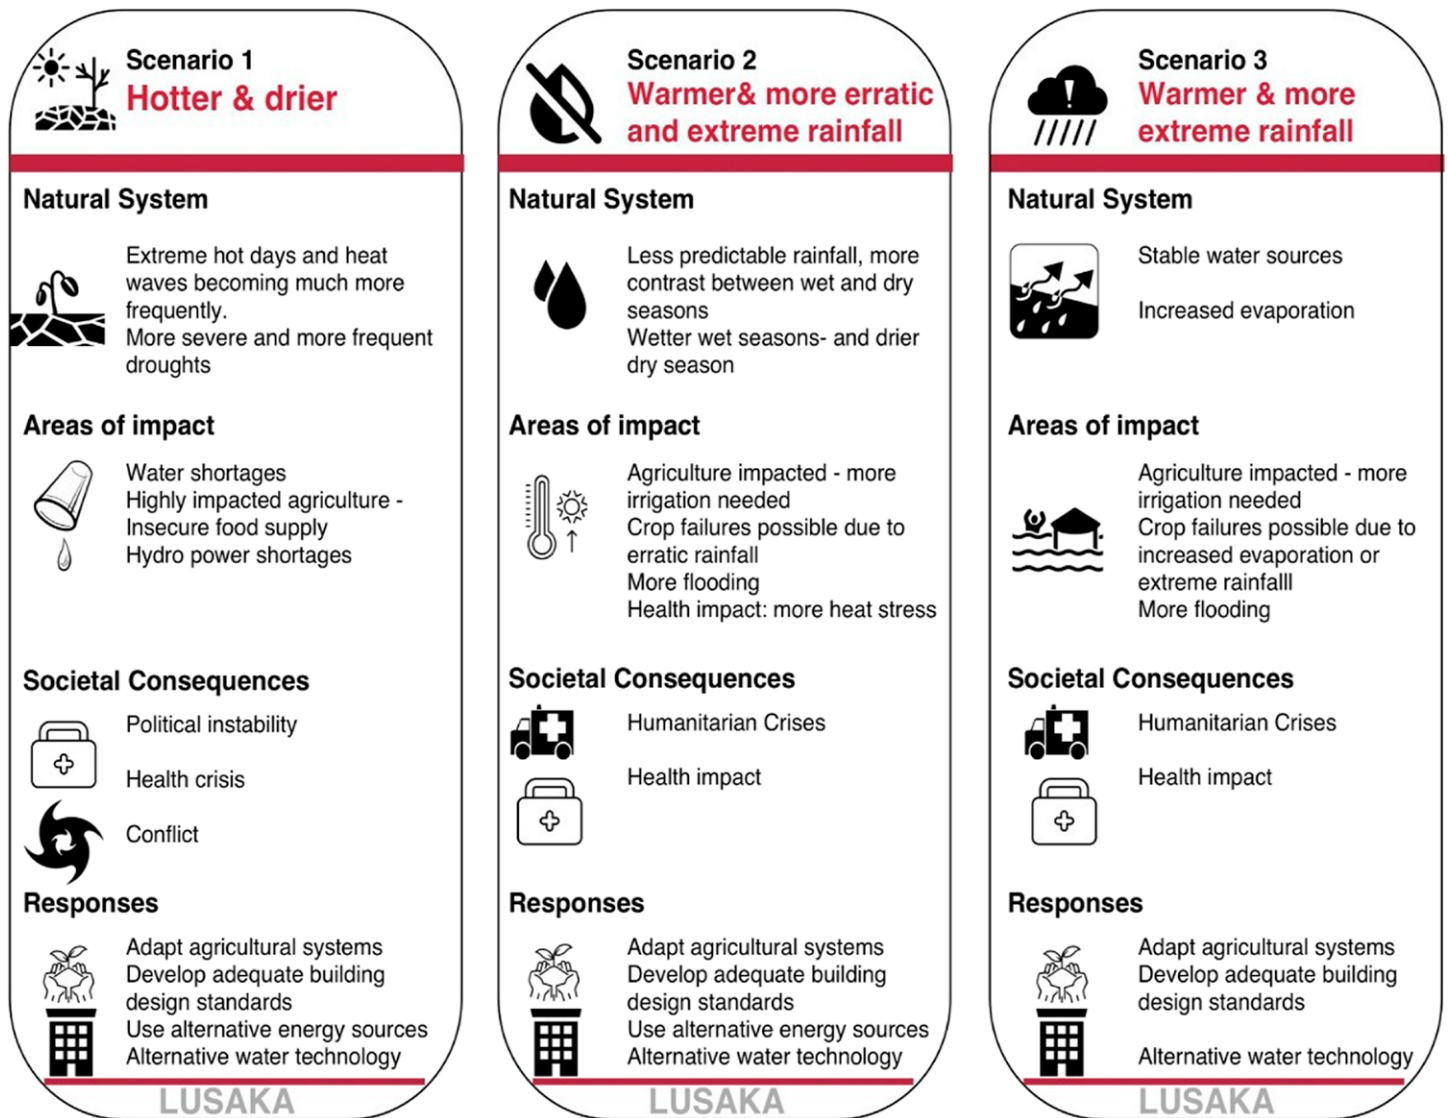 Scenario 1
Hotter & drier
Natural System
Extreme hot days and heat
waves becoming much more
frequently.
More severe and more frequent
droughts
Areas of impact
Water shortages
Highly impacted agriculture -
Insecure food supply
Hydro power shortages
Societal Consequences
Political instability
Health crisis
Conflict
Responses
Adapt agricultural systems
Develop adequate building
design standards
Use alternative energy sources
Alternative water technology
LUSAKA
Scenario 2
Warmer& more erratic
and extreme rainfall
Natural System
Less predictable rainfall, more
contrast between wet and dry
seasons
Wetter wet seasons- and drier
dry season
Areas of impact
Agriculture impacted - more
irrigation needed
Crop failures possible due to
erratic rainfall
More flooding
Health impact: more heat stress
Societal Consequences
Humanitarian Crises
Health impact
Responses
Adapt agricultural systems
Develop adequate building
design standards
Use alternative energy sources
Alternative water technology
LUSAKA
Scenario 3
Warmer & more
extreme rainfall
Natural System
Stable water sources
Increased evaporation
Areas of impact
Agriculture impacted - more
irrigation needed
Crop failures possible due to
increased evaporation or
extreme rainfalll
More flooding
Societal Consequences
Humanitarian Crises
Health impact
Responses
Adapt agricultural systems
Develop adequate building
design standards
Alternative water technology
LUSAKA